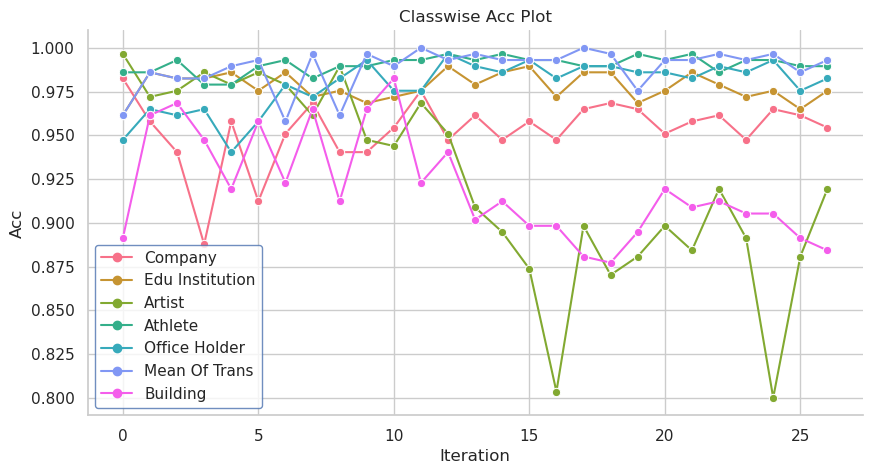 Classwise Acc Plot
1.000
0.975
0.950
0.925
0.900
0.875
0.850
0.825
0.800
Acc
Company
Edu Institution
Artist
Athlete
Office Holder
Mean Of Trans
Building
0 5 10 15 20 25
Iteration